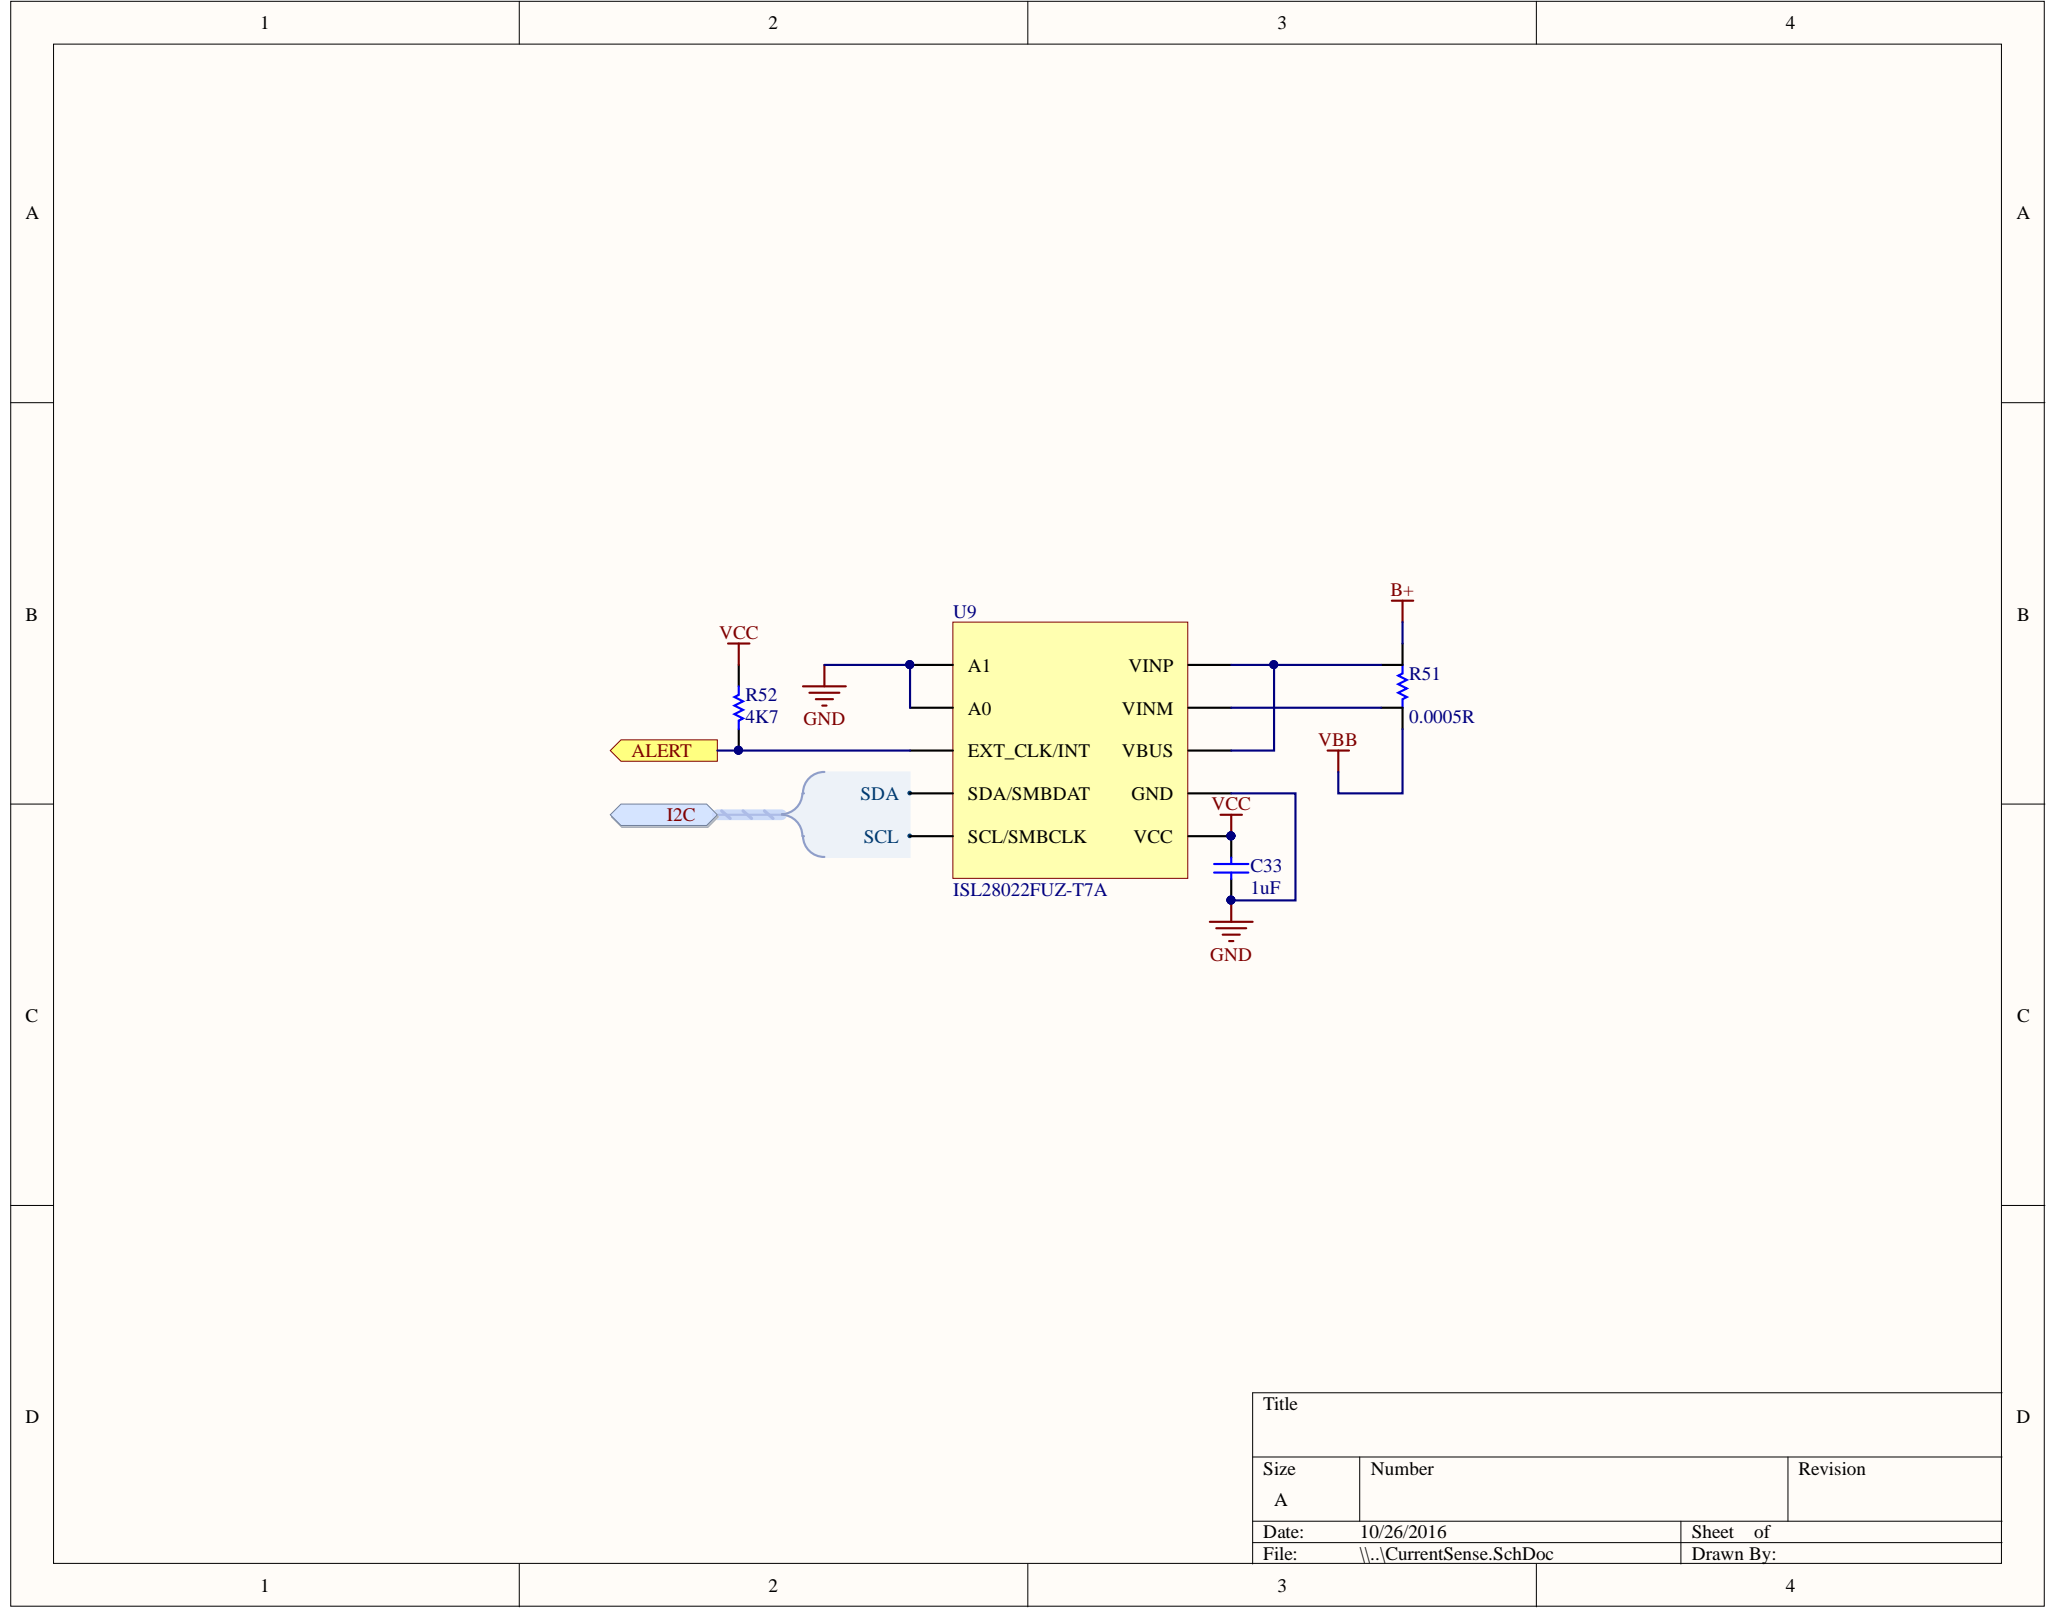 1 2 3 4
A A
B B
C C
D D
B+
U9
VCC
A1 VINP
R51
R52
4K7
GND
A0 VINM
0.0005R
VBB
ALERT
EXT_CLK/INT VBUS
SDA
SDA/SMBDAT GND
VCC
I2C
SCL
SCL/SMBCLK VCC
C33
1uF
ISL28022FUZ-T7A
GND
Title
Size Number Revision
A
Date: 10/26/2016 Sheet of
File: \\..\CurrentSense.SchDoc Drawn By:
1 2 3 4